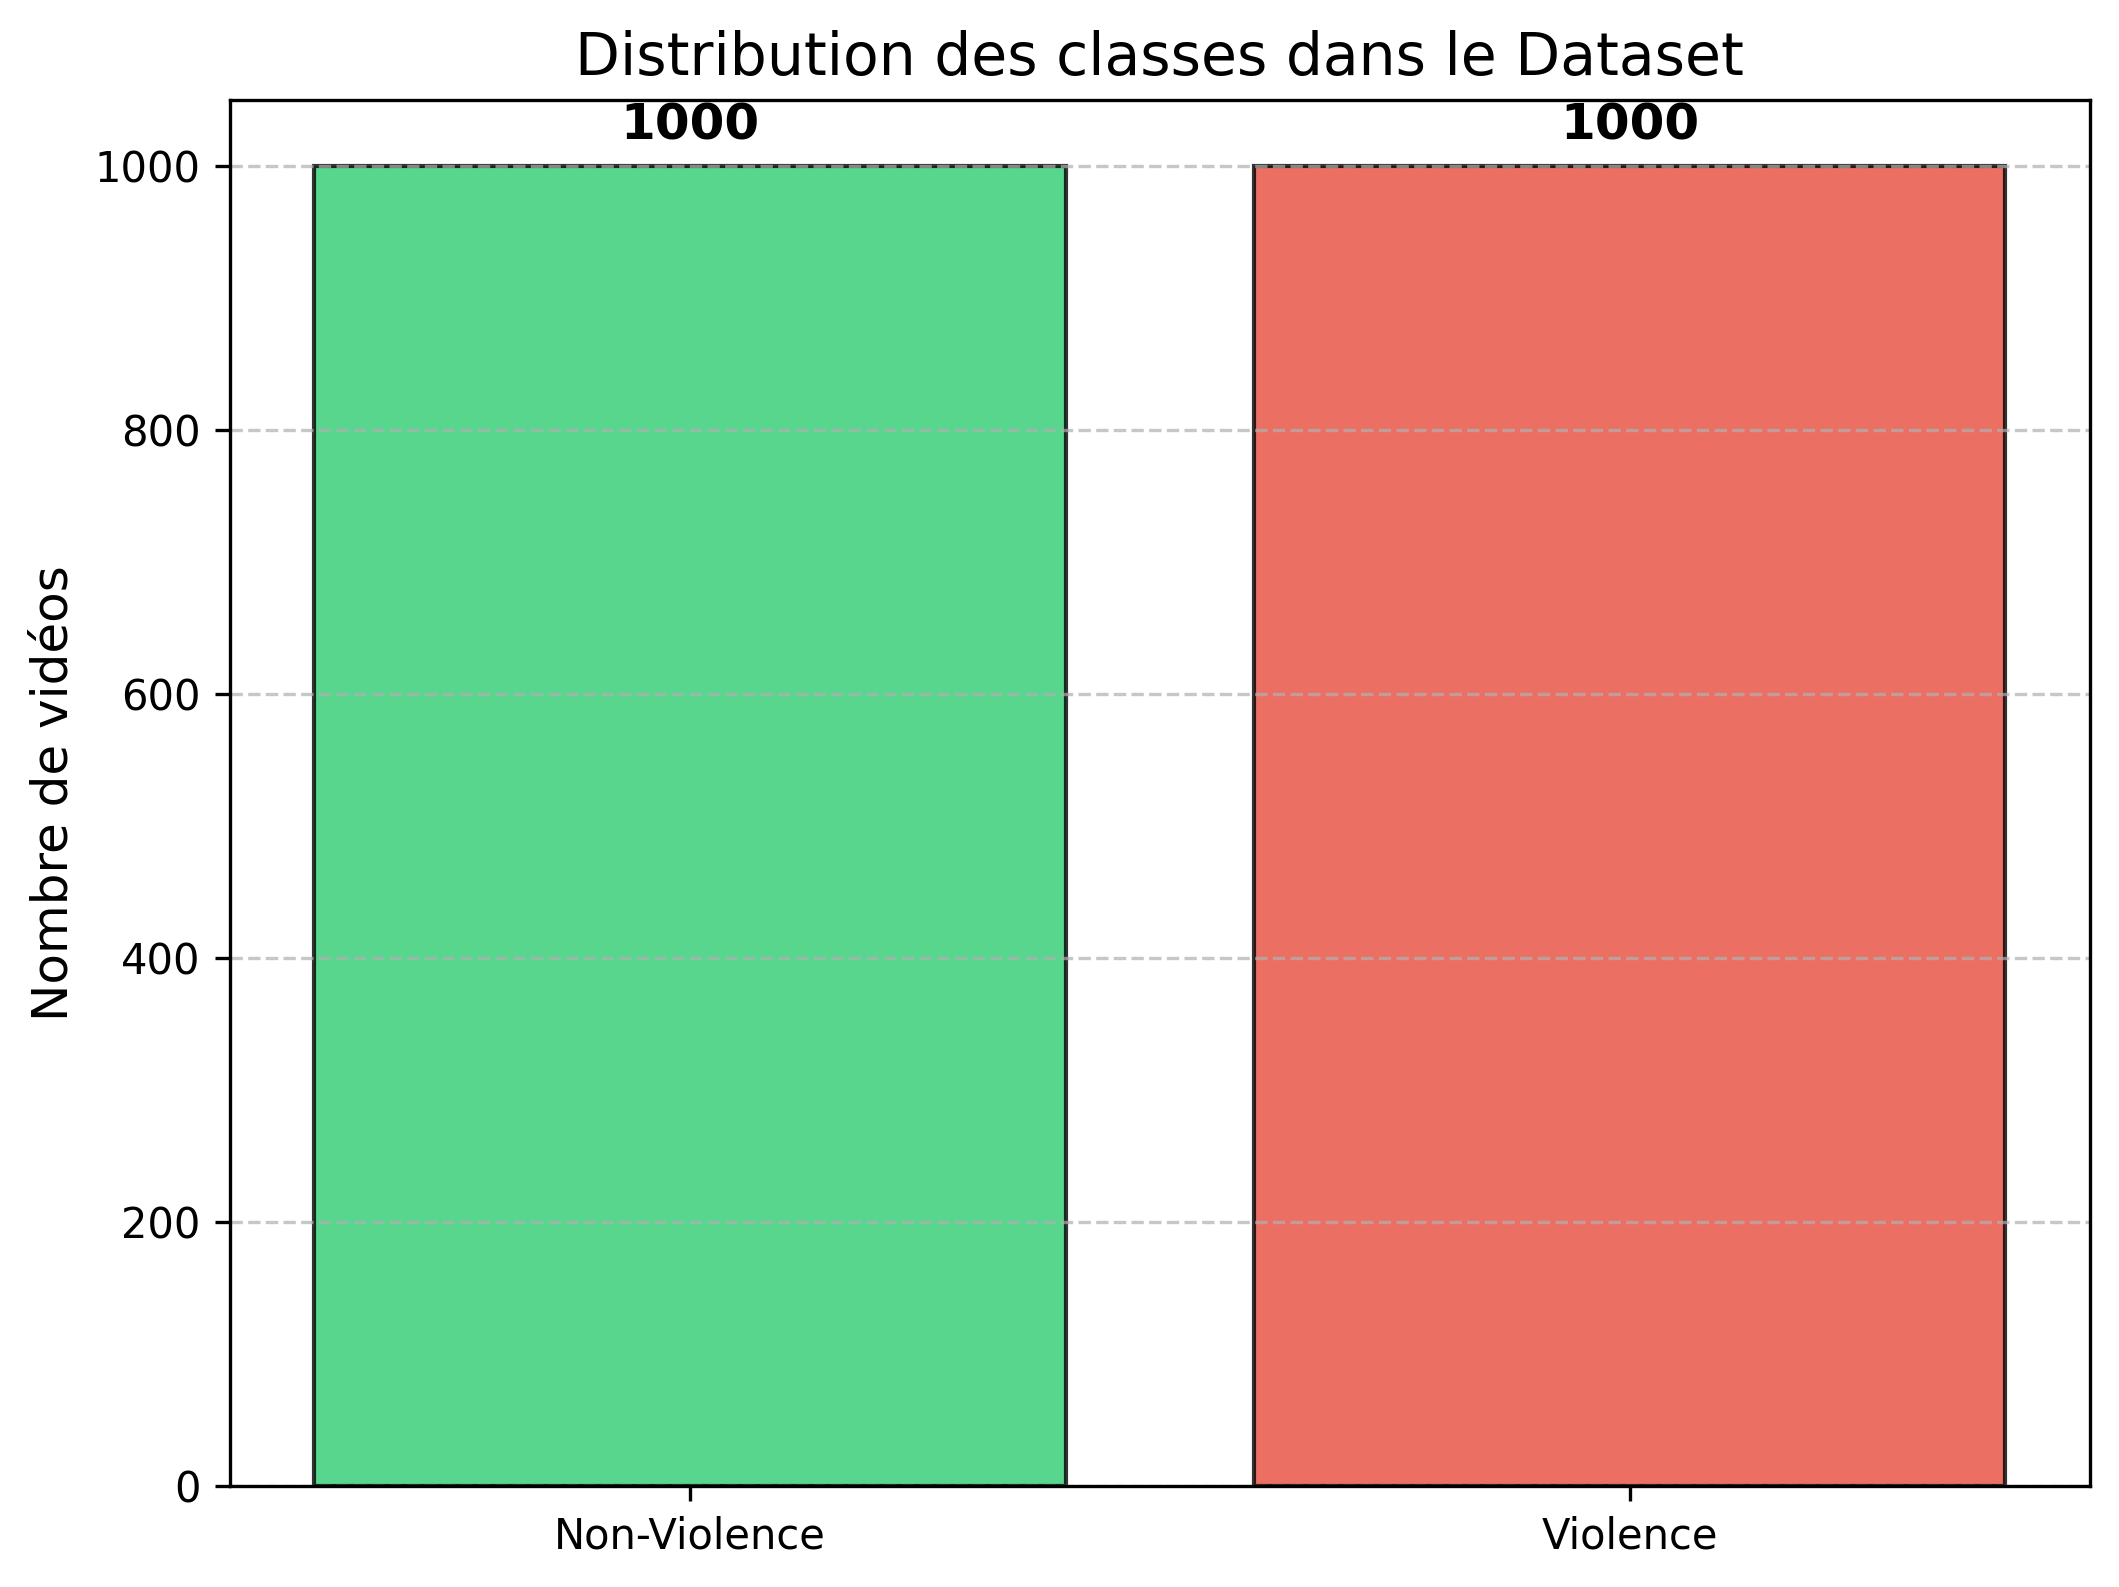 Distribution des classes dans le Dataset
1000
1000
1000
800
600
400
200
0
Nombre de vidéos
Non-Violence
Violence